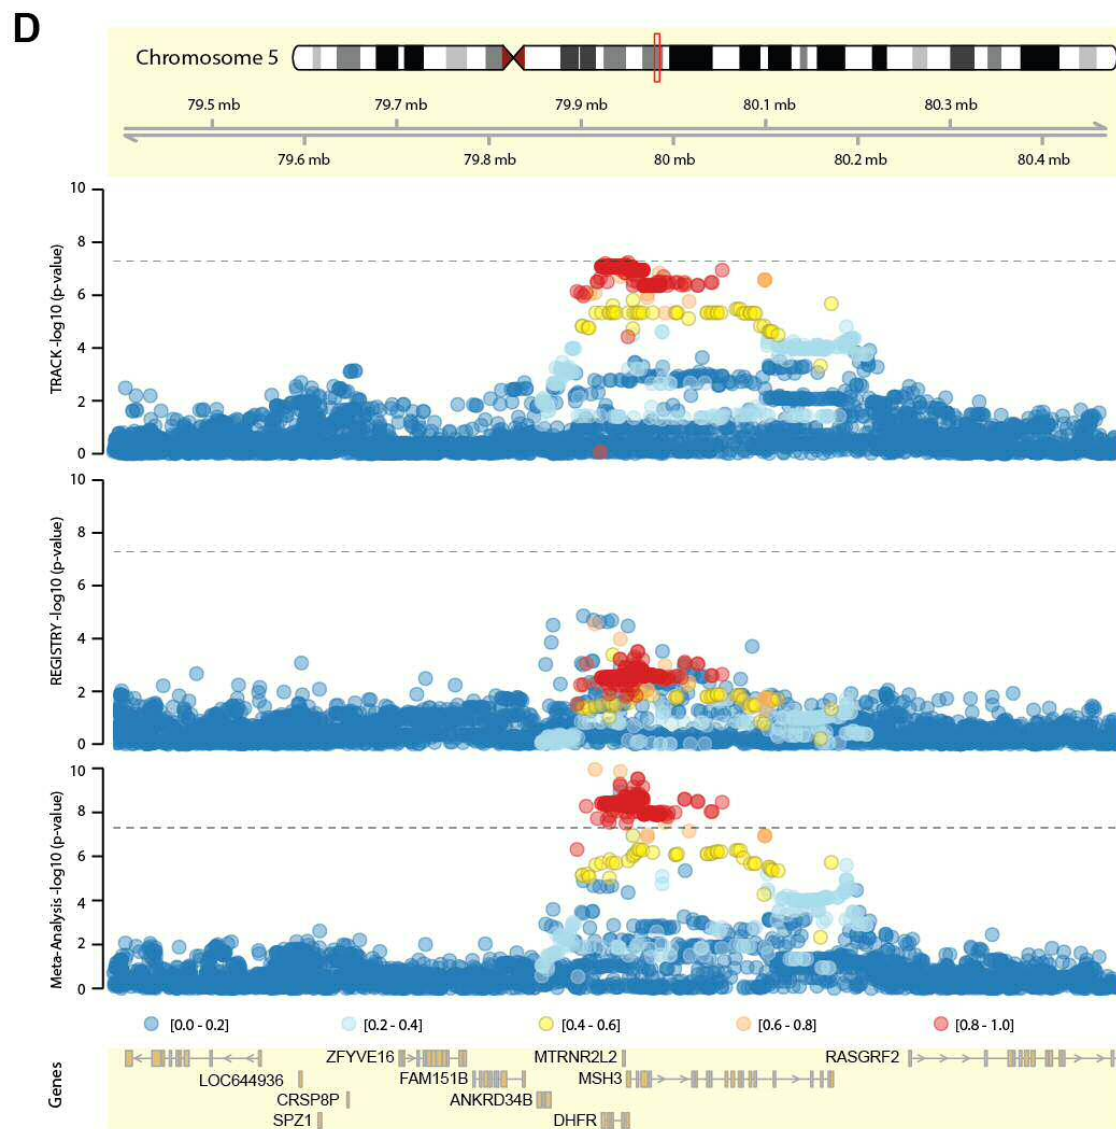 D
Chromosome 5
79.5 mb 79.7 mb 79.9 mb 80.1 mb 80.3 mb
79.6 mb 79.8 mb 80 mb 80.2 mb 80.4 mb
TRACK -log10 (p-value)
10
8
6
4
2
0
REGISTRY -log10 (p-value)
10
8
6
4
2
0
Meta-Analysis -log10 (p-value)
10
8
6
4
2
0
[0.0 - 0.2] [0.2 - 0.4] [0.4 - 0.6] [0.6 - 0.8] [0.8 - 1.0]
Genes
ZFYVE16 MTRNR2L2 RASGRF2
LOC644936 FAM151B MSH3
CRSP8P ANKRD34B
SPZ1 DHFR